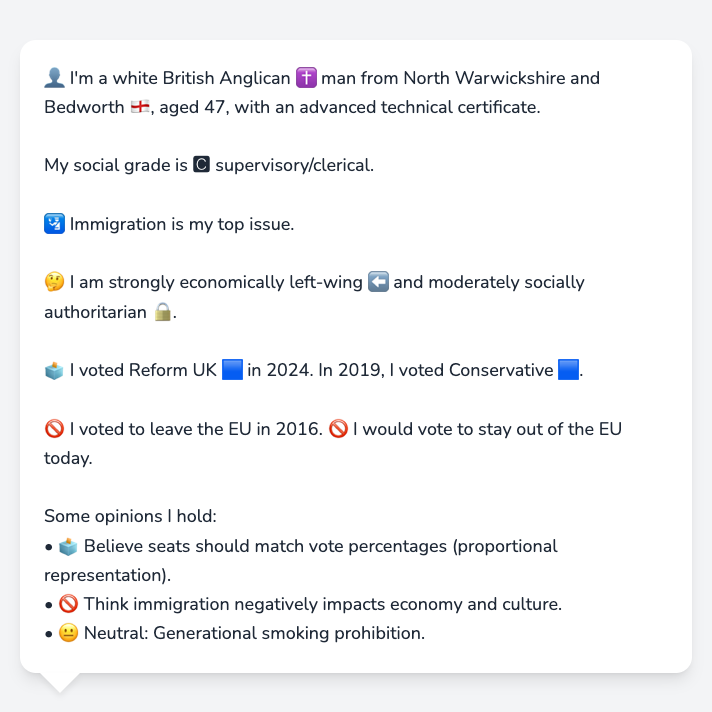 👤 I'm a white British Anglican ✝️ man from North Warwickshire and
Bedworth 🏴󠁧󠁢󠁥󠁮󠁧󠁿, aged 47, with an advanced technical certificate.
My social grade is 🅲 supervisory/clerical.
🛂 Immigration is my top issue.
🤔 I am strongly economically left-wing ⬅️ and moderately socially
authoritarian 🔒.
🗳️ I voted Reform UK 🟦 in 2024. In 2019, I voted Conservative 🟦.
🚫 I voted to leave the EU in 2016. 🚫 I would vote to stay out of the EU
today.
Some opinions I hold:
• 🗳️ Believe seats should match vote percentages (proportional
representation).
• 🚫 Think immigration negatively impacts economy and culture.
• 😐 Neutral: Generational smoking prohibition.